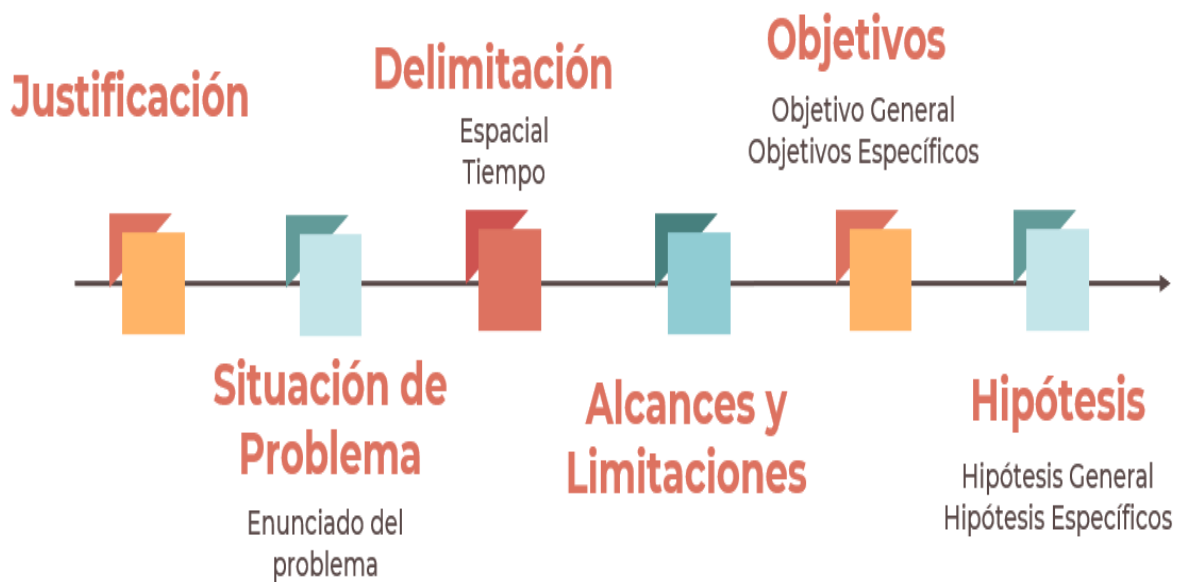 Justificación
Situación de
Problema
Enunciado del
problema
Delimitación
Espacial
Tiempo
Alcances y
Limitaciones
Objetivos
Objetivo General
Objetivos Específicos
Hipótesis
Hipótesis General
Hipótesis Específicos